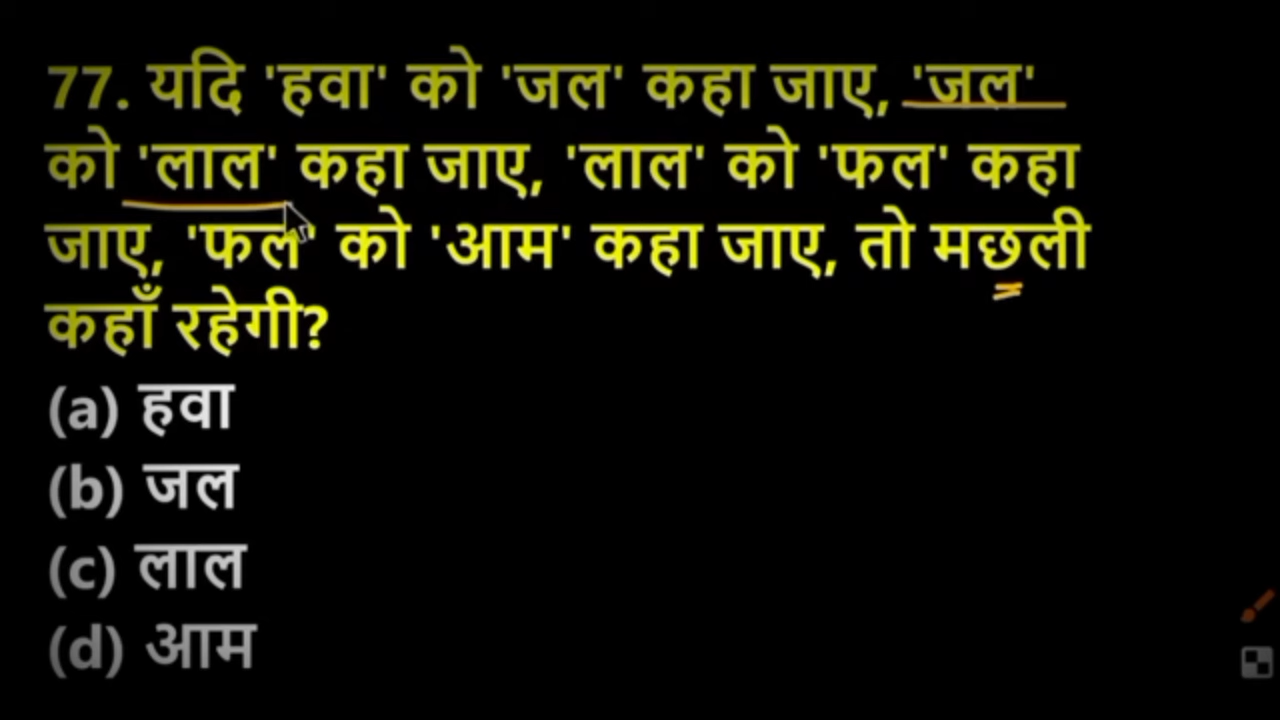 77. यदि 'हवा' को 'जल' कहा जाए, 'जल'
को 'लाल' कहा जाए, 'लाल' को 'फल' कहा
जाए, 'फल' को 'आम' कहा जाए, तो मछली
कहाँ रहेगी?
(a) हवा
(b) जल
(c) लाल
(d) आम